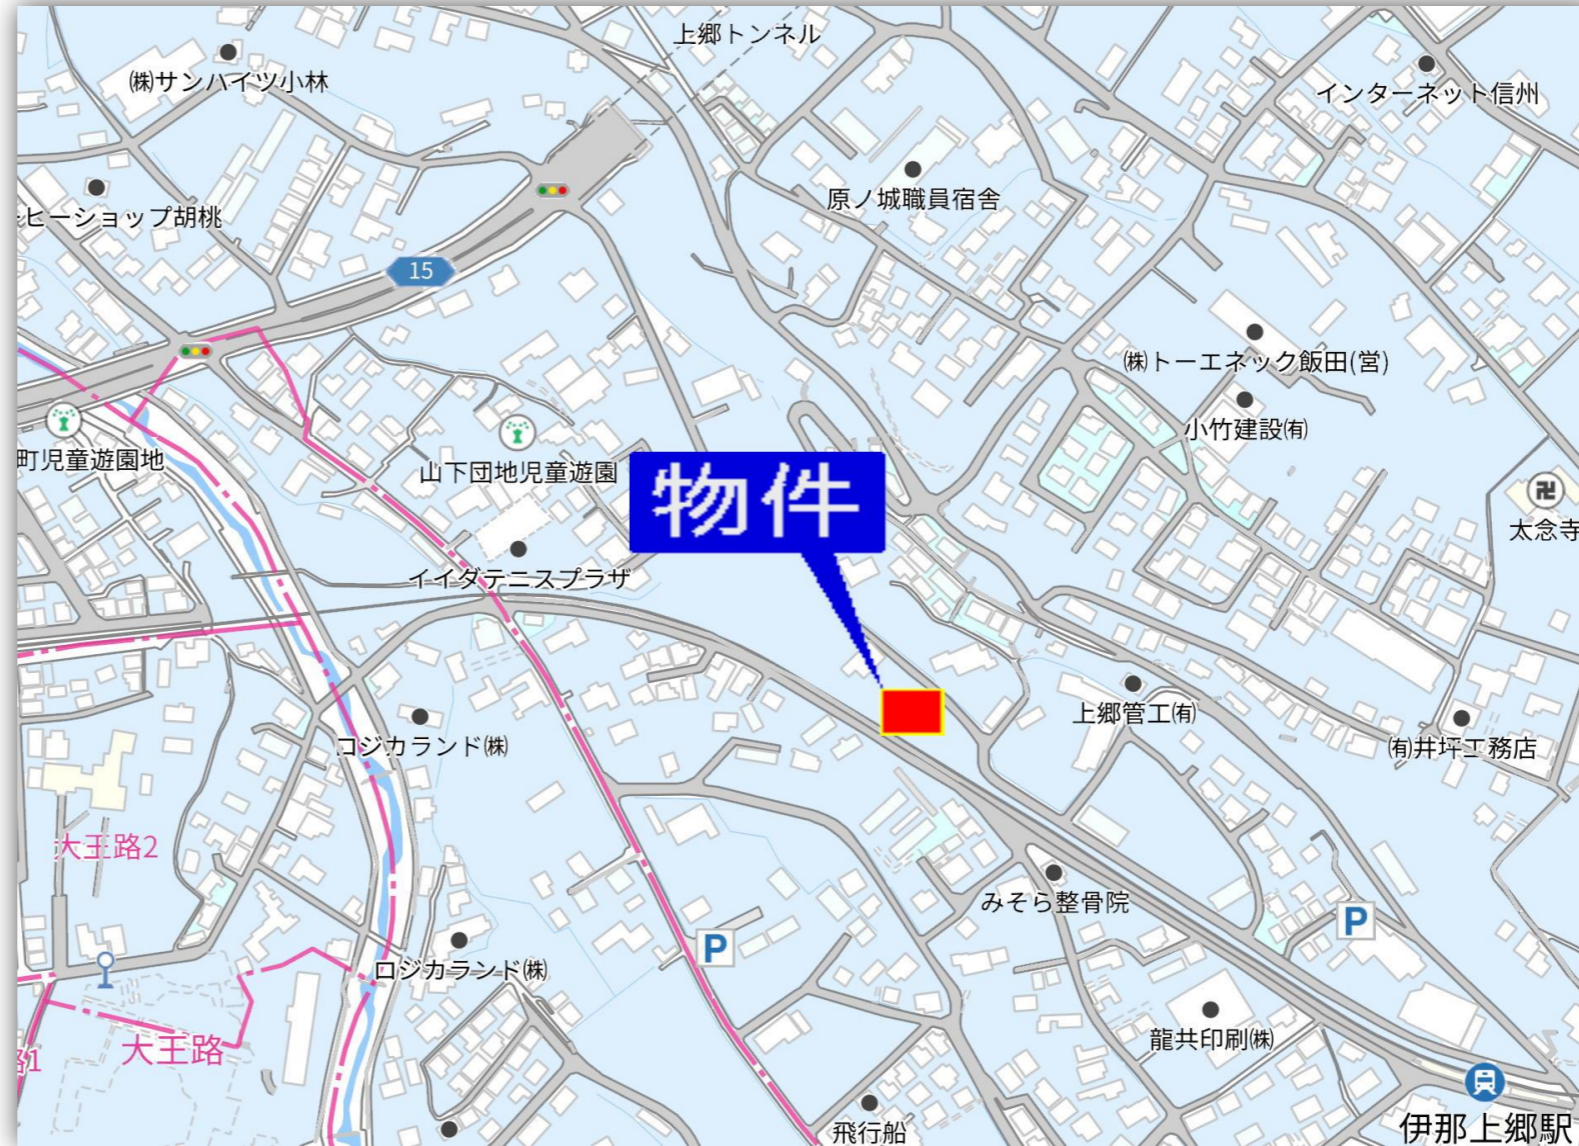 上郷トンネル
㈱サンハイツ小林
インターネット信州
原ノ城職員宿舎
ヒーショップ胡桃
15
㈱トーエネック飯田(営)
小竹建設㈲
町児童遊園地
山下団地児童遊園
物件
太念寺
イイダテニスプラザ
上郷管工㈲
ロジカランド㈱
㈲井坪工務店
大王路2
みそら整骨院
P
P
ロジカランド㈱
大王路
路1
龍共印刷㈱
飛行船
伊那上郷駅